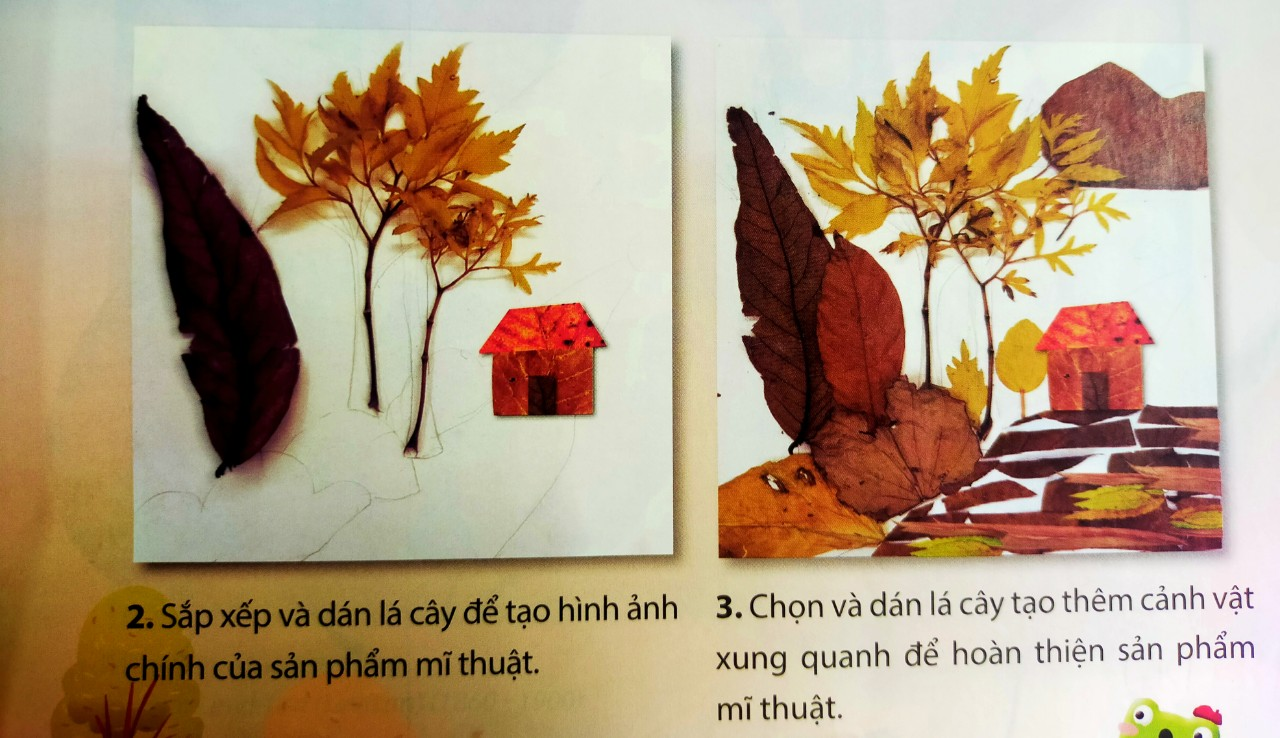 2. Sắp xếp và dán lá cây để tạo hình ảnh
chính của sản phẩm mĩ thuật.
3. Chọn và dán lá cây tạo thêm cảnh vật
xung quanh để hoàn thiện sản phẩm
mĩ thuật.